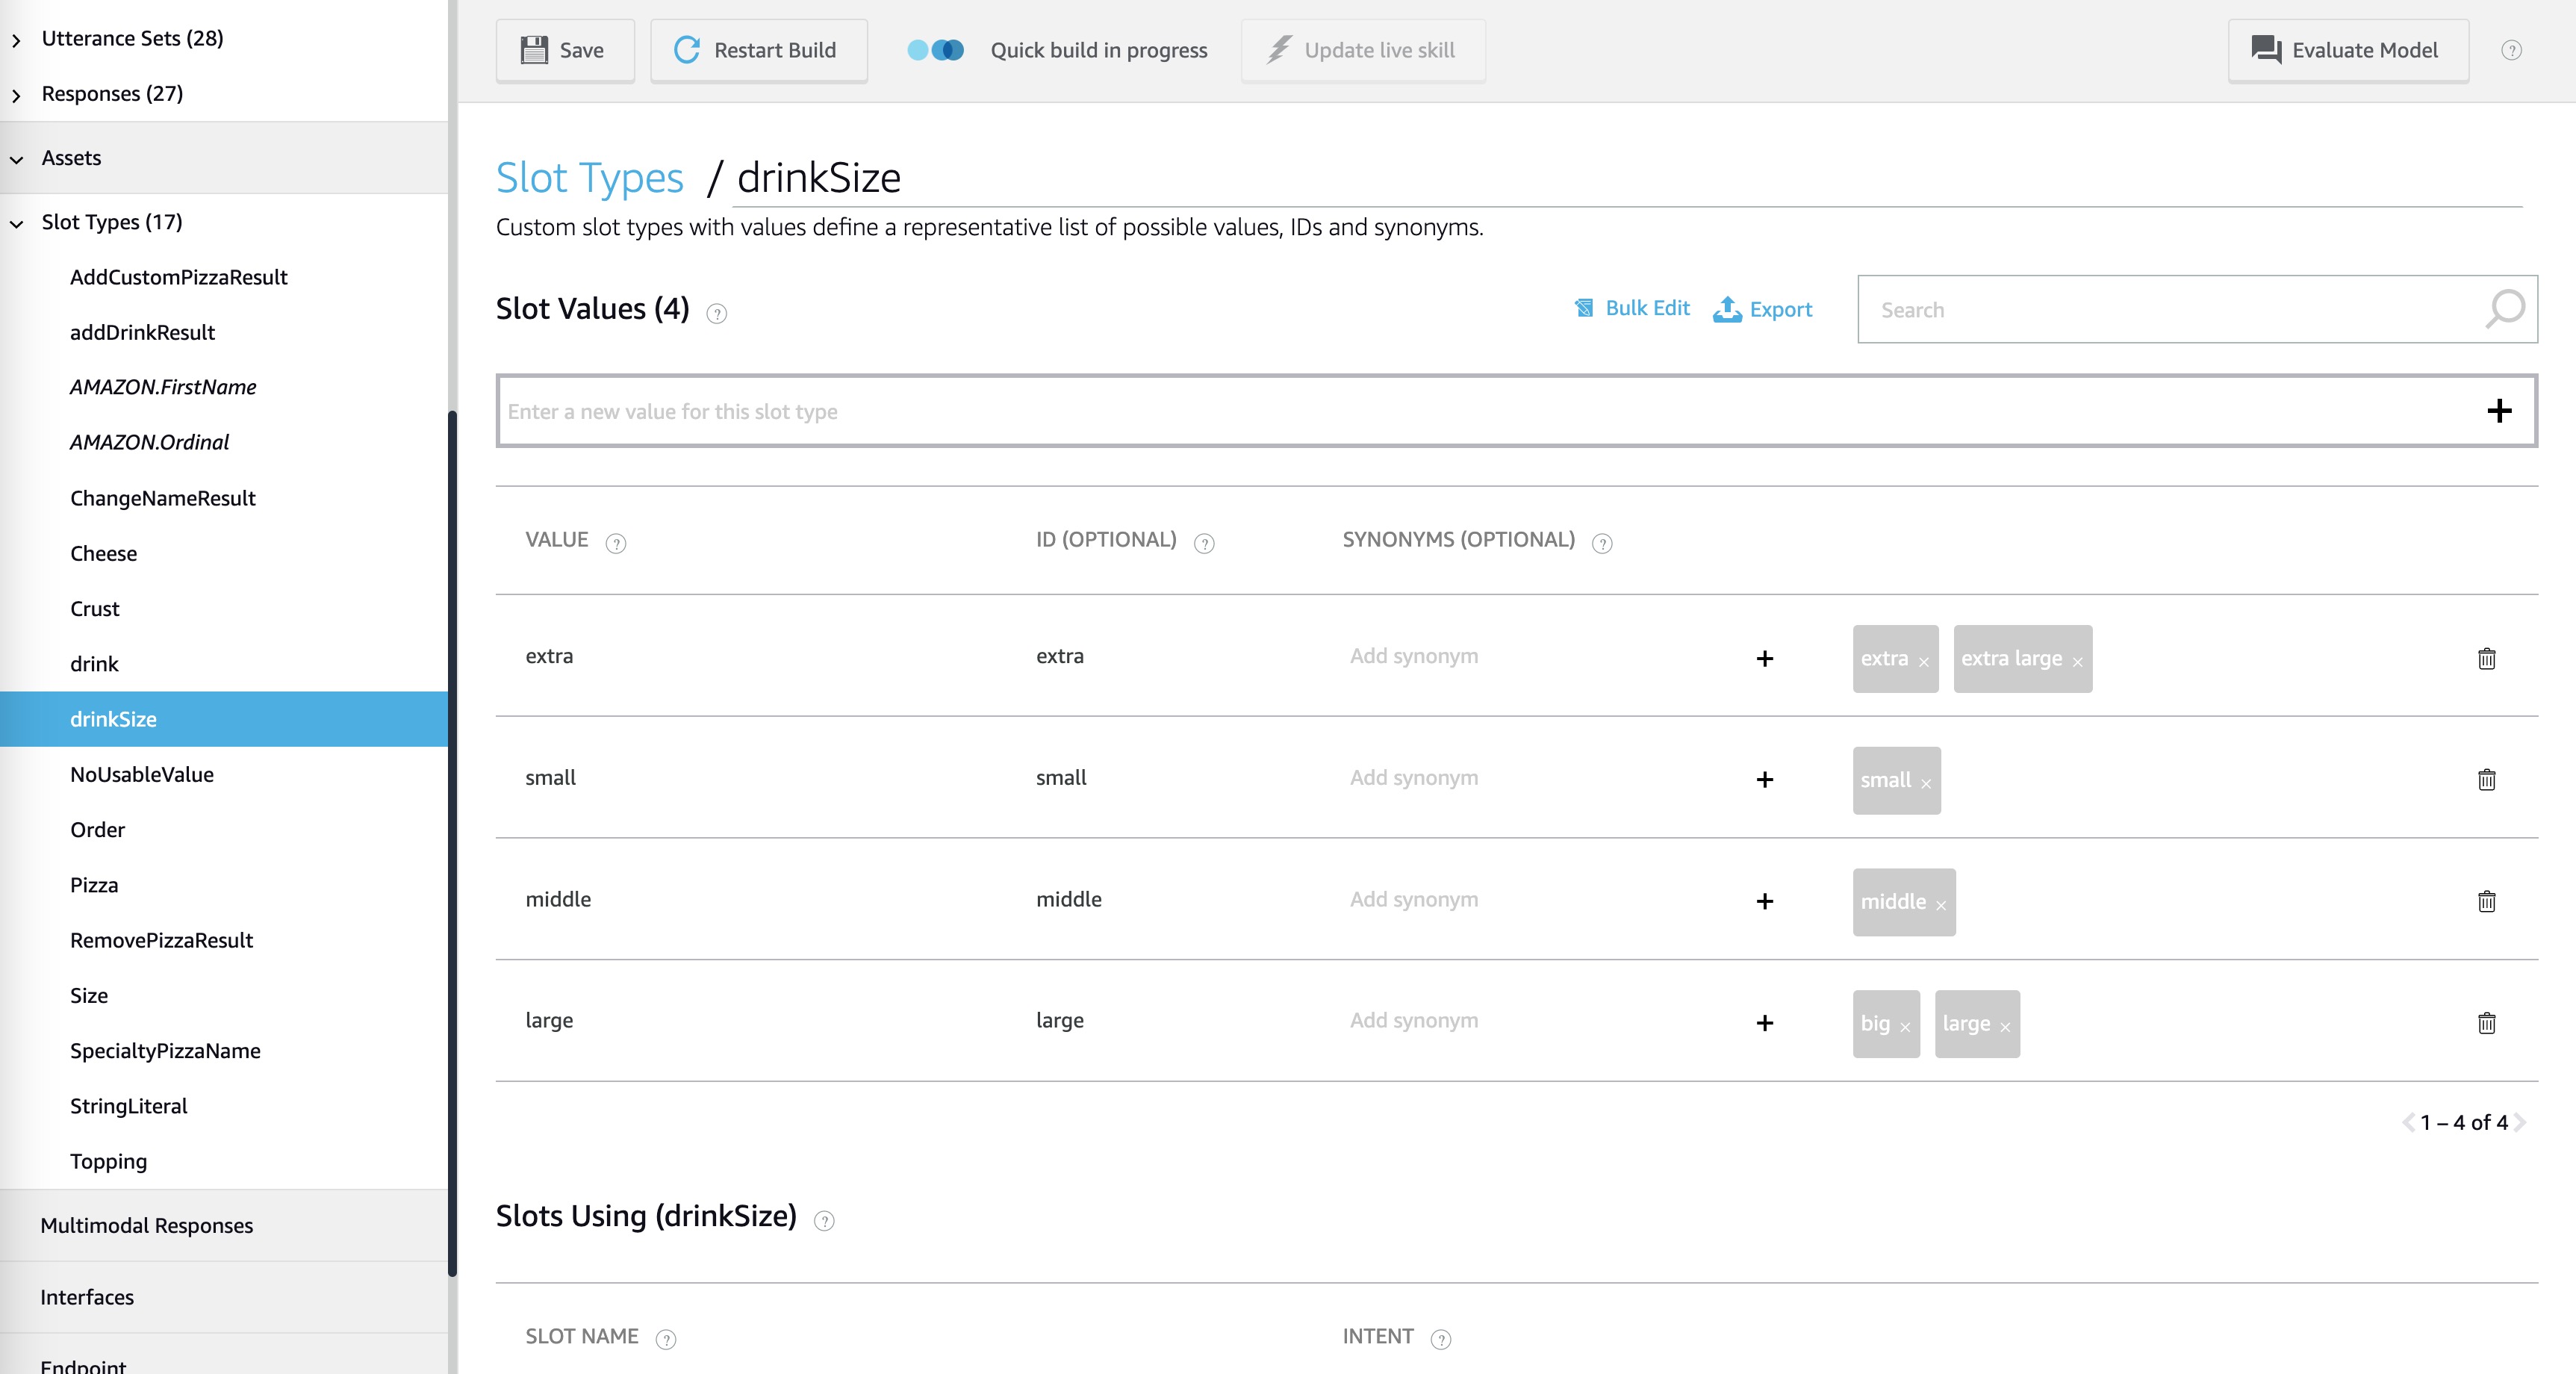 Utterance Sets (28)
Responses (27)
Assets
Slot Types (17)
AddCustomPizzaResult
addDrinkResult
AMAZON.FirstName
AMAZON.Ordinal
ChangeNameResult
Cheese
Crust
drink
drinkSize
NoUsableValue
Order
Pizza
RemovePizzaResult
Size
SpecialtyPizzaName
StringLiteral
Topping
Multimodal Responses
Interfaces
Endpoint
Save Restart Build Quick build in progress Update live skill Evaluate Model ?
Slot Types / drinkSize
Custom slot types with values define a representative list of possible values, IDs and synonyms.
Slot Values (4) ? Bulk Edit Export Search
Enter a new value for this slot type +
VALUE ? ID (OPTIONAL) ? SYNONYMS (OPTIONAL) ?
extra extra Add synonym + extra × extra large ×
small small Add synonym + small ×
middle middle Add synonym + middle ×
large large Add synonym + big × large ×
1 – 4 of 4
Slots Using (drinkSize) ?
SLOT NAME ? INTENT ?